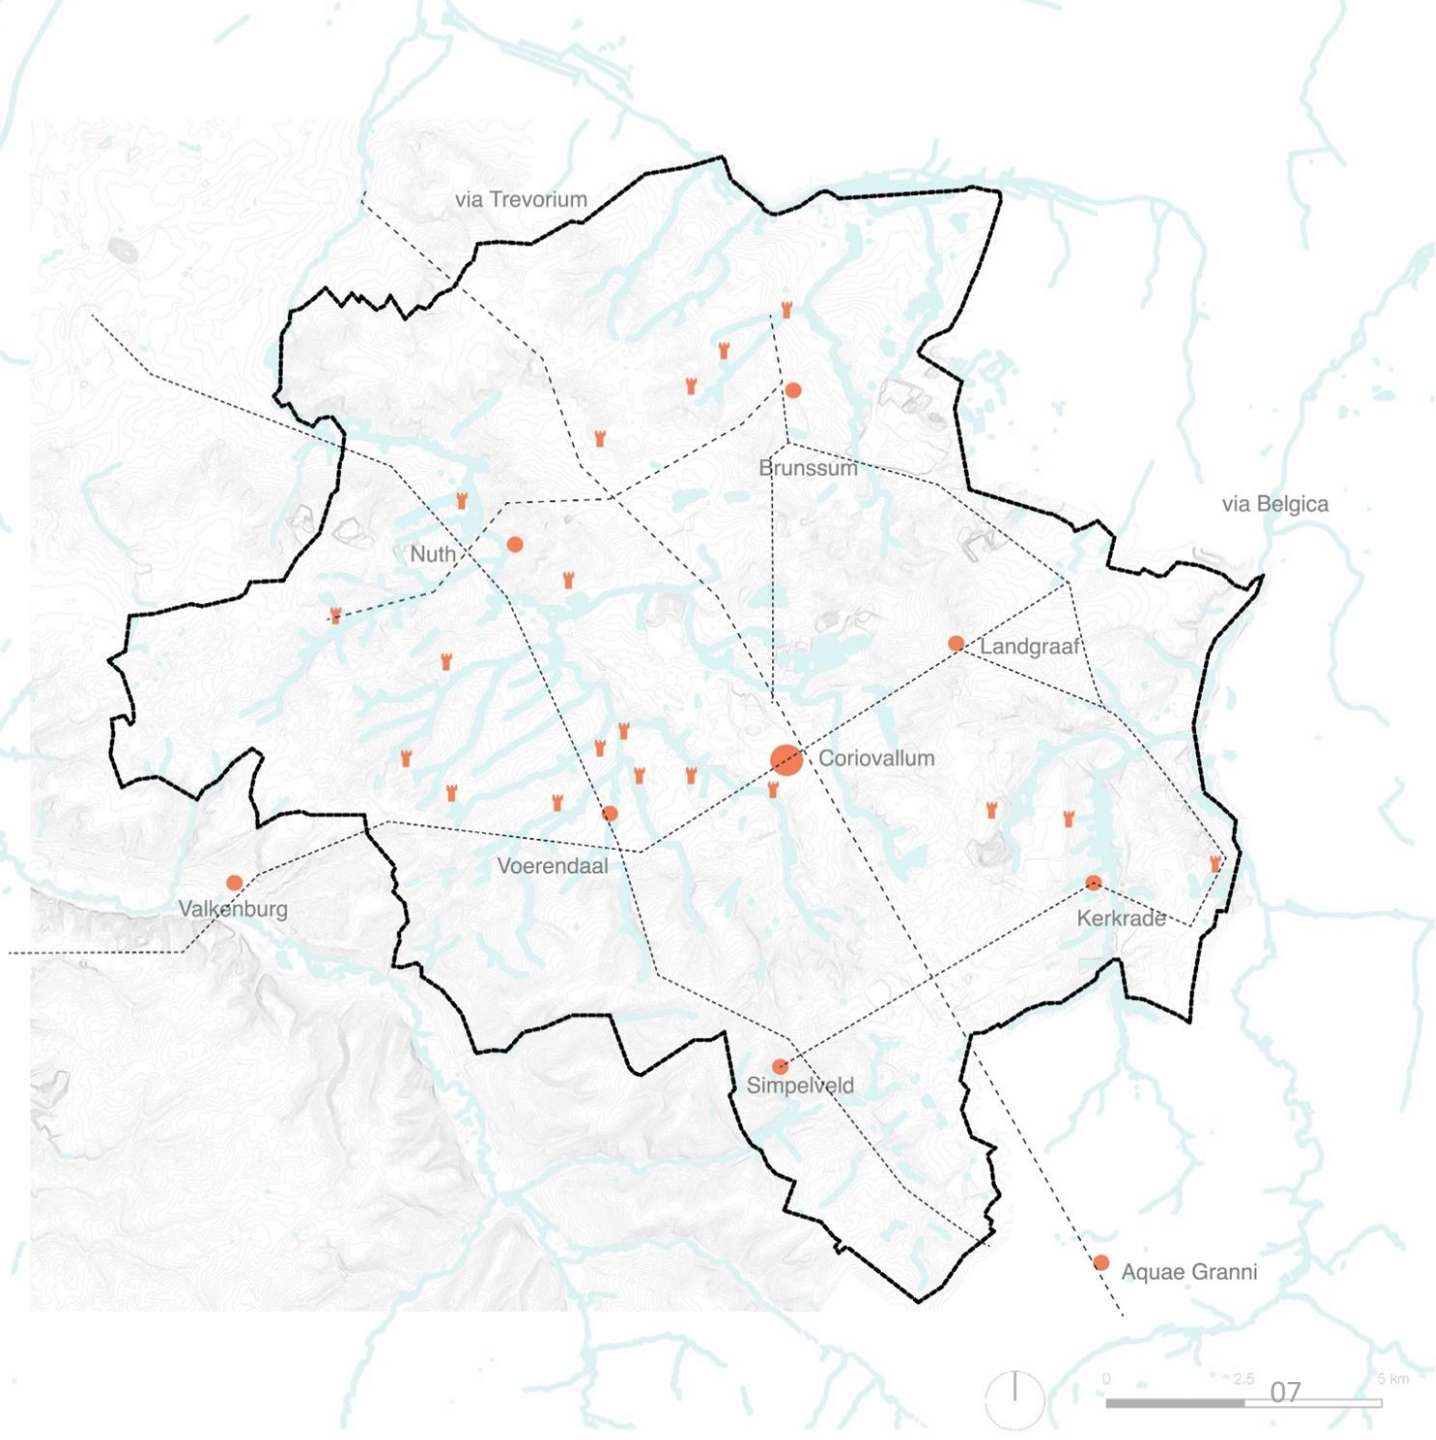 via Trevorium
Brunssum
via Belgica
Nuth
Landgraaf
Coriovallum
Voerendaal
Valkenburg
Kerkrade
Simpelveld
Aquae Granni
0 2.5 5 km
07